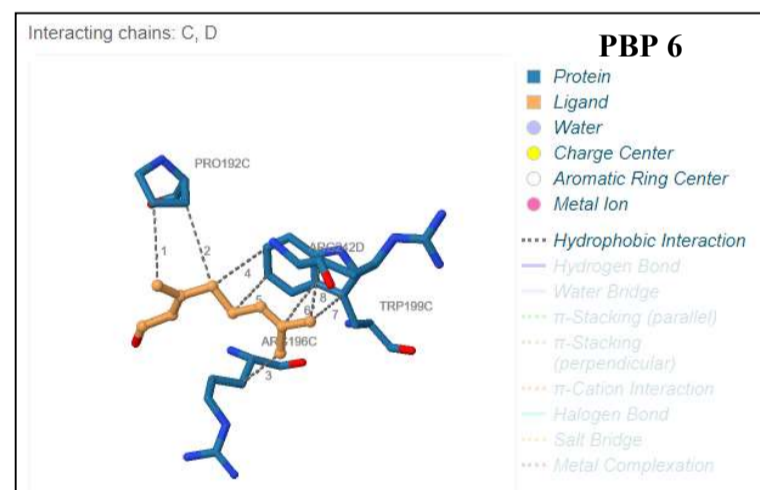 Interacting chains: C, D
PBP 6
Protein
Ligand
Water
Charge Center
Aromatic Ring Center
Metal Ion
Hydrophobic Interaction
Hydrogen Bond
Water Bridge
π-Stacking (parallel)
π-Stacking
(perpendicular)
π-Cation Interaction
Halogen Bond
Salt Bridge
Metal Complexation
PRO192C
1
2
4
ARG242D
5
8
6
7
TRP199C
ARG196C
3